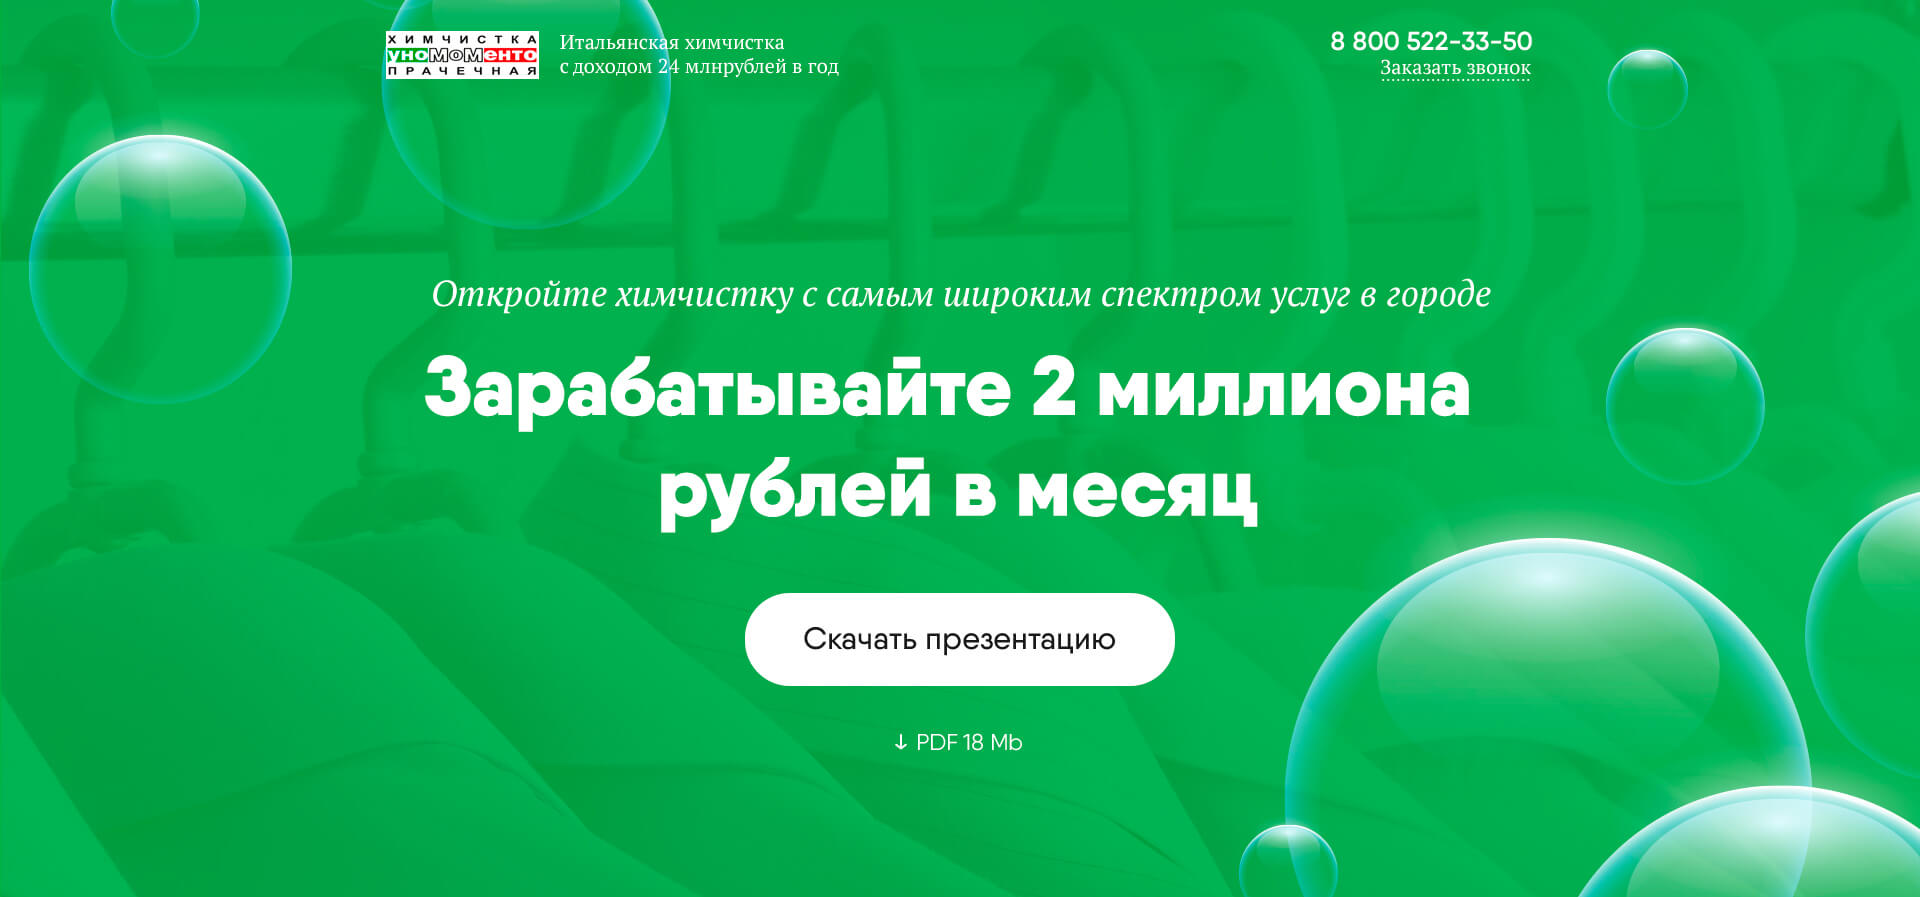 ХИМЧИСТКА
уноМоМенто
ПРАЧЕЧНАЯ
Итальянская химчистка
с доходом 24 млнрублей в год
8 800 522-33-50
Заказать звонок
Откройте химчистку с самым широким спектром услуг в городе
Зарабатывайте 2 миллиона
рублей в месяц
Скачать презентацию
↓ PDF 18 Mb